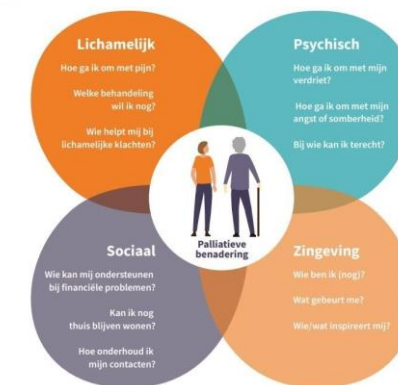 Lichamelijk
Hoe ga ik om met pijn?
Welke behandeling
wil ik nog?
Wie helpt mij bij
lichamelijke klachten?
Psychisch
Hoe ga ik om met mijn
verdriet?
Hoe ga ik om met mijn
angst of somberheid?
Bij wie kan ik terecht?
Palliatieve
benadering
Sociaal
Wie kan mij ondersteunen
bij financiële problemen?
Kan ik nog
thuis blijven wonen?
Hoe onderhoud ik
mijn contacten?
Zingeving
Wie ben ik (nog)?
Wat gebeurt me?
Wie/wat inspireert mij?